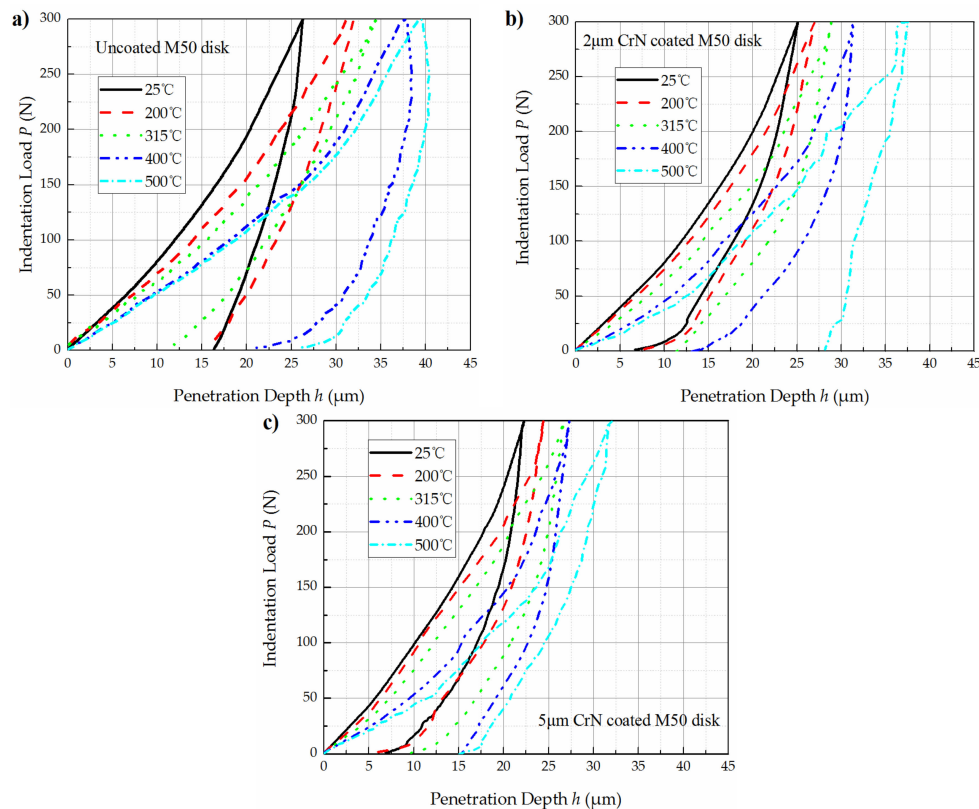 a)
Uncoated M50 disk
25℃
200℃
315℃
400℃
500℃
300
250
200
150
100
50
0
Indentation Load P (N)
0 5 10 15 20 25 30 35 40 45
Penetration Depth h (μm)
b)
2μm CrN coated M50 disk
25℃
200℃
315℃
400℃
500℃
300
250
200
150
100
50
0
Indentation Load P (N)
0 5 10 15 20 25 30 35 40 45
Penetration Depth h (μm)
c)
25℃
200℃
315℃
400℃
500℃
5μm CrN coated M50 disk
300
250
200
150
100
50
0
Indentation Load P (N)
0 5 10 15 20 25 30 35 40 45
Penetration Depth h (μm)